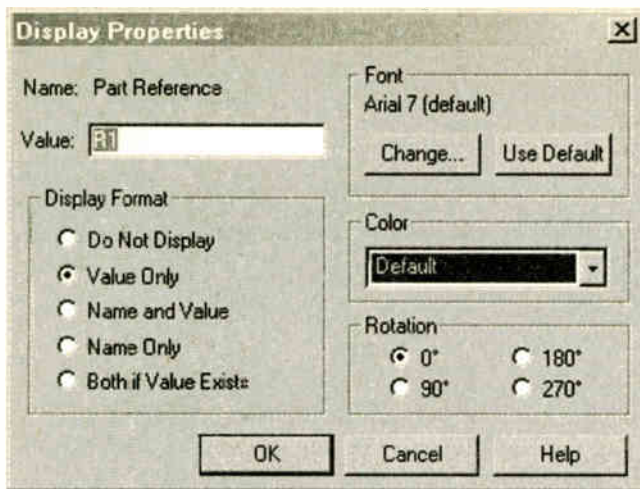 Display Properties
Name: Part Reference
Value: R1
Display Format
Do Not Display
Value Only
Name and Value
Name Only
Both if Value Exists
Font
Arial 7 (default)
Change... Use Default
Color
Default
Rotation
0° 180°
90° 270°
OK Cancel Help